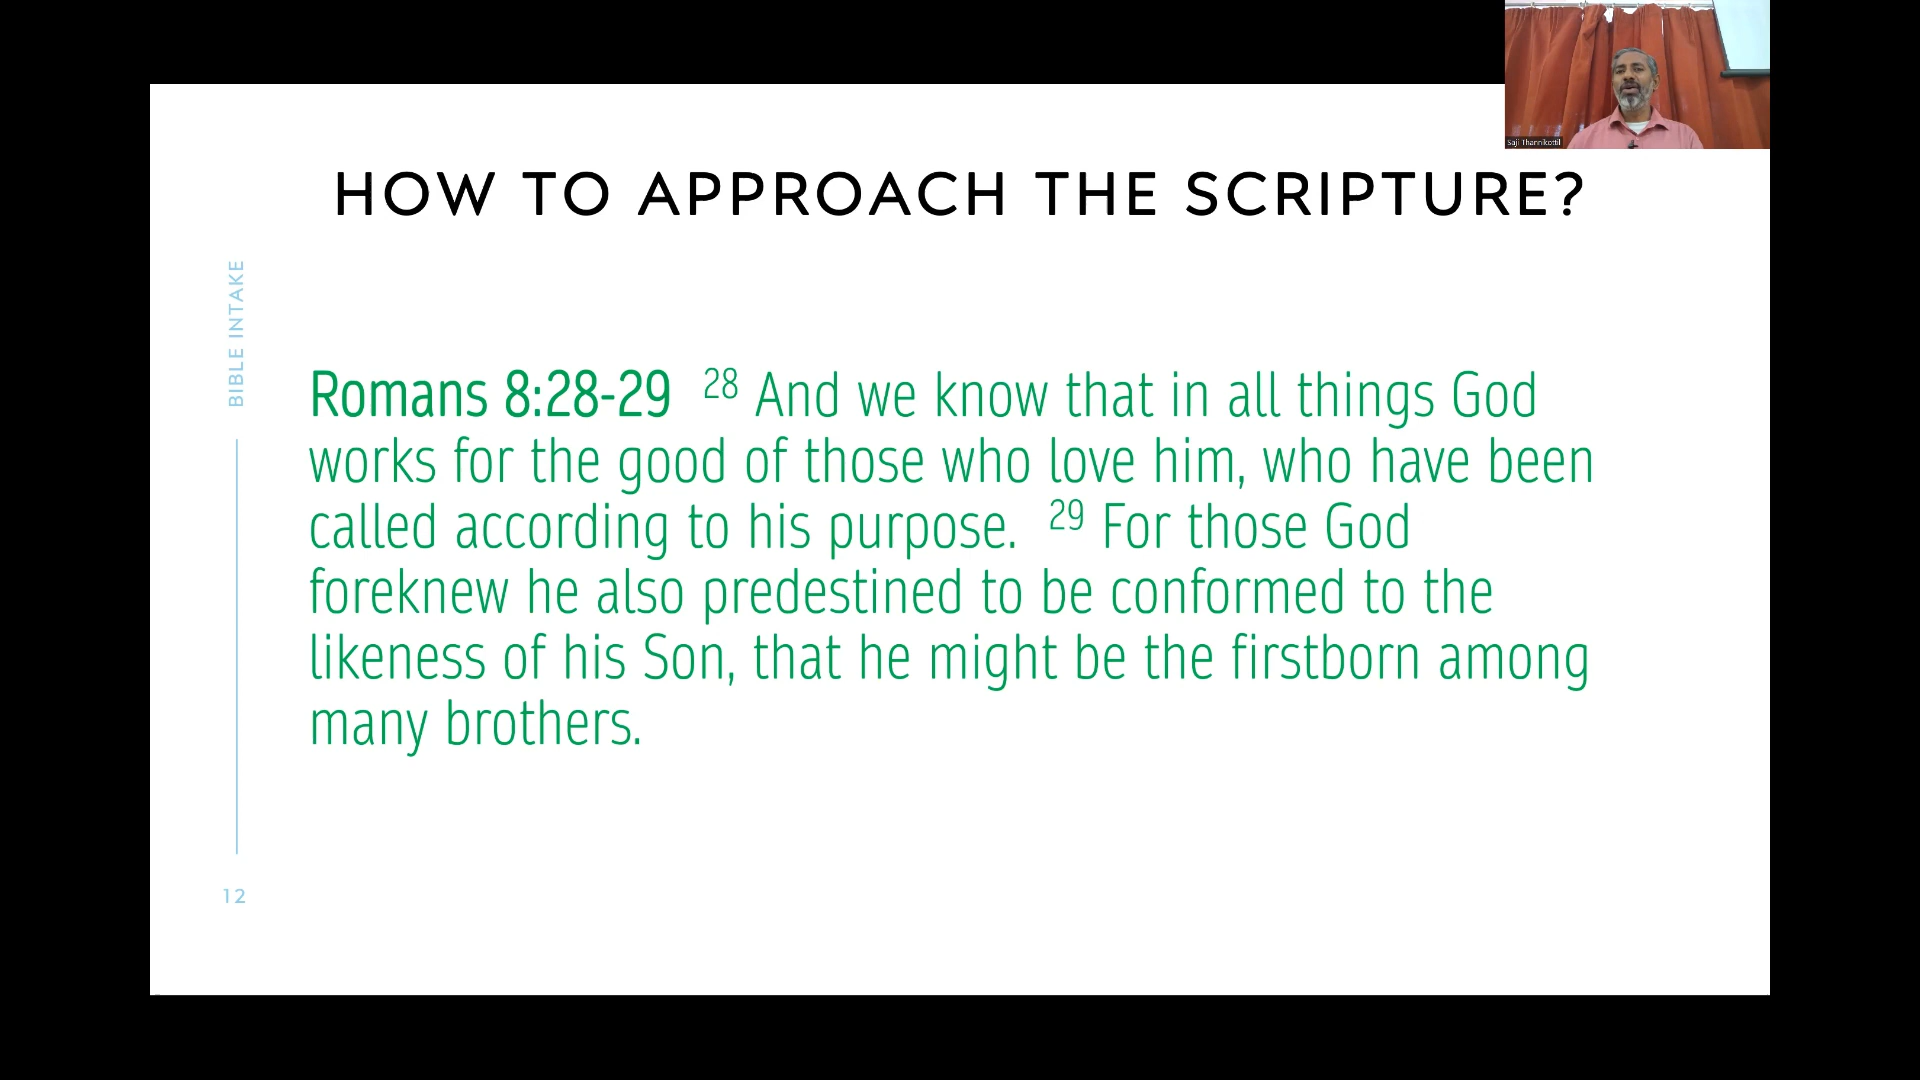 Saji Thannikottil
HOW TO APPROACH THE SCRIPTURE?
BIBLE INTAKE
Romans 8:28-29 28 And we know that in all things God
works for the good of those who love him, who have been
called according to his purpose. 29 For those God
foreknew he also predestined to be conformed to the
likeness of his Son, that he might be the firstborn among
many brothers.
12